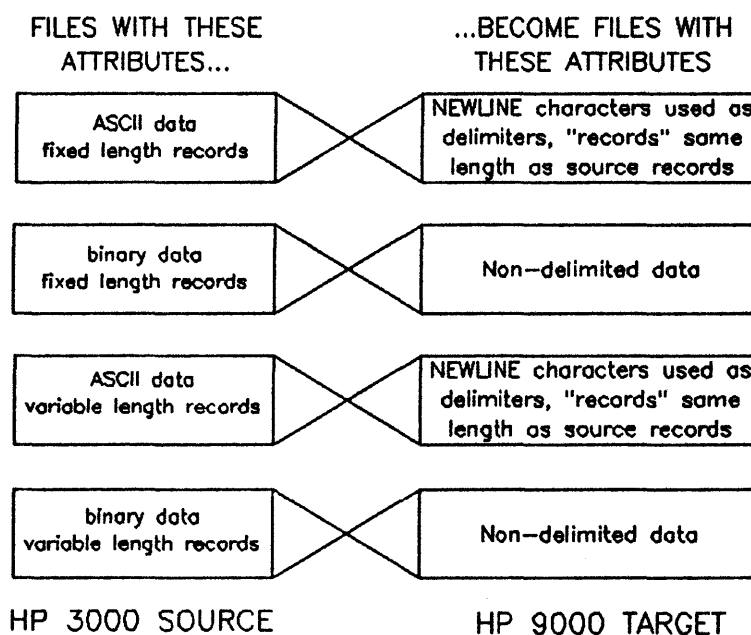 FILES WITH THESE
ATTRIBUTES...
...BECOME FILES WITH
THESE ATTRIBUTES
ASCII data
fixed length records
NEWLINE characters used as
delimiters, "records" same
length as source records
binary data
fixed length records
Non-delimited data
ASCII data
variable length records
NEWLINE characters used as
delimiters, "records" same
length as source records
binary data
variable length records
Non-delimited data
HP 3000 SOURCE
HP 9000 TARGET